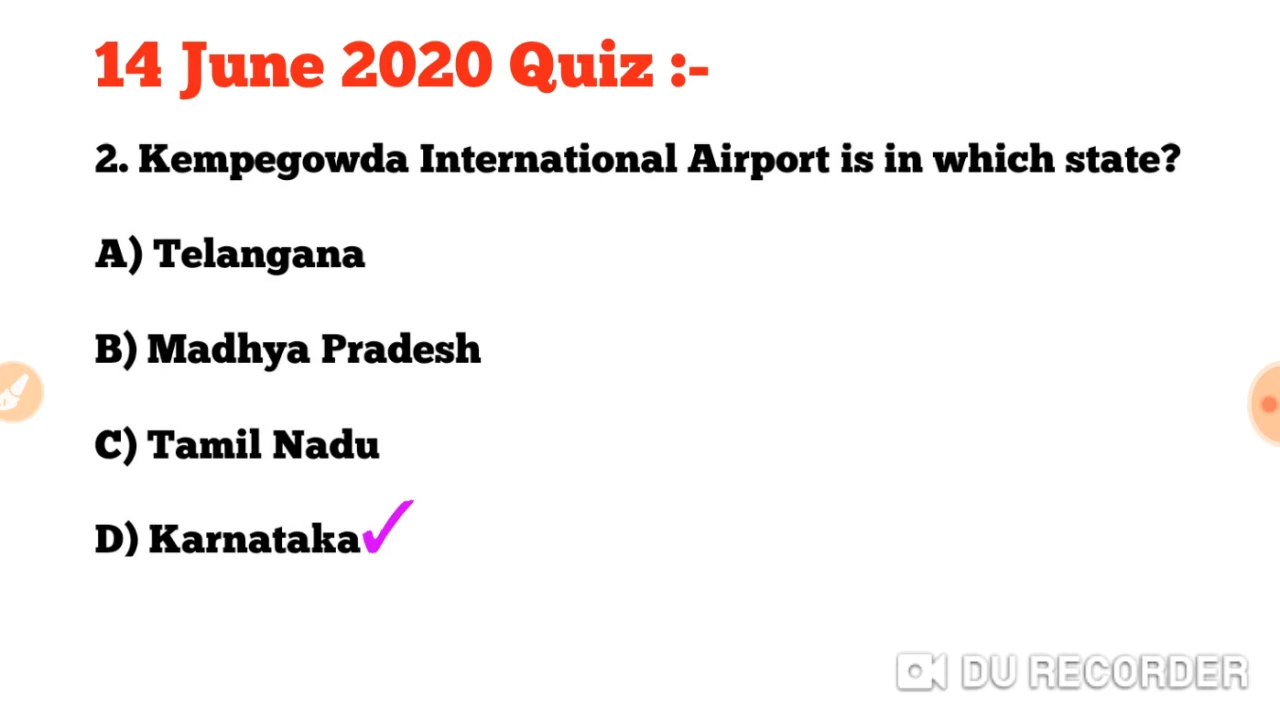 14 June 2020 Quiz :-
2. Kempegowda International Airport is in which state?
A) Telangana
B) Madhya Pradesh
C) Tamil Nadu
D) Karnataka
DU RECORDER